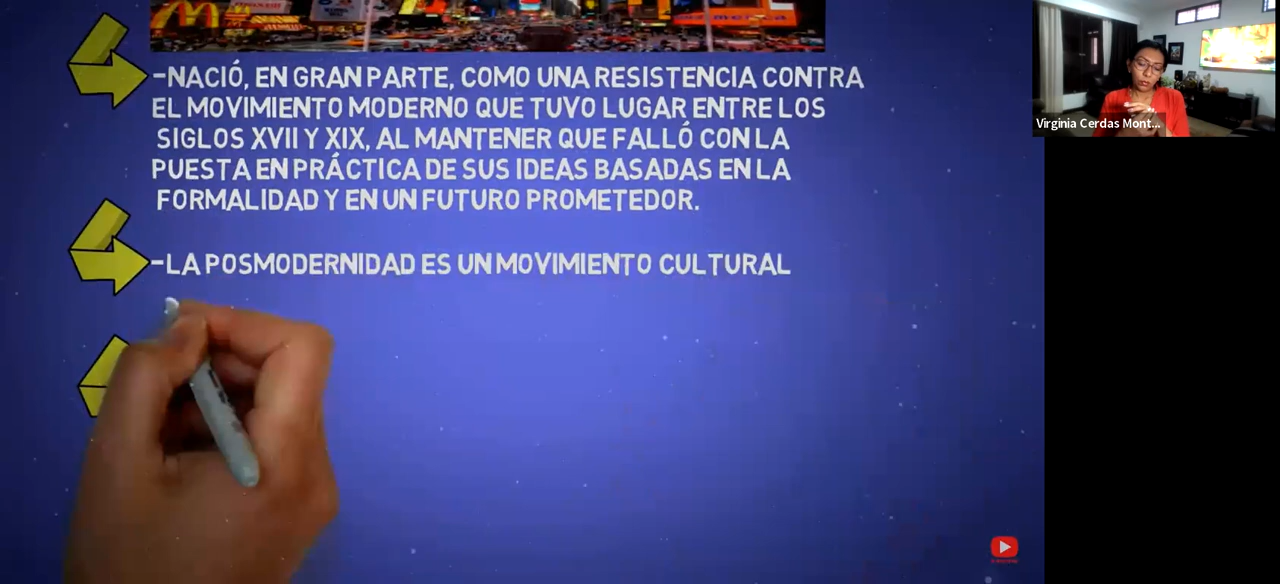 -NACIÓ, EN GRAN PARTE, COMO UNA RESISTENCIA CONTRA
EL MOVIMIENTO MODERNO QUE TUVO LUGAR ENTRE LOS
SIGLOS XVII Y XIX, AL MANTENER QUE FALLÓ CON LA
PUESTA EN PRÁCTICA DE SUS IDEAS BASADAS EN LA
FORMALIDAD Y EN UN FUTURO PROMETEDOR.
-LA POSMODERNIDAD ES UN MOVIMIENTO CULTURAL
Virginia Cerdas Mont...